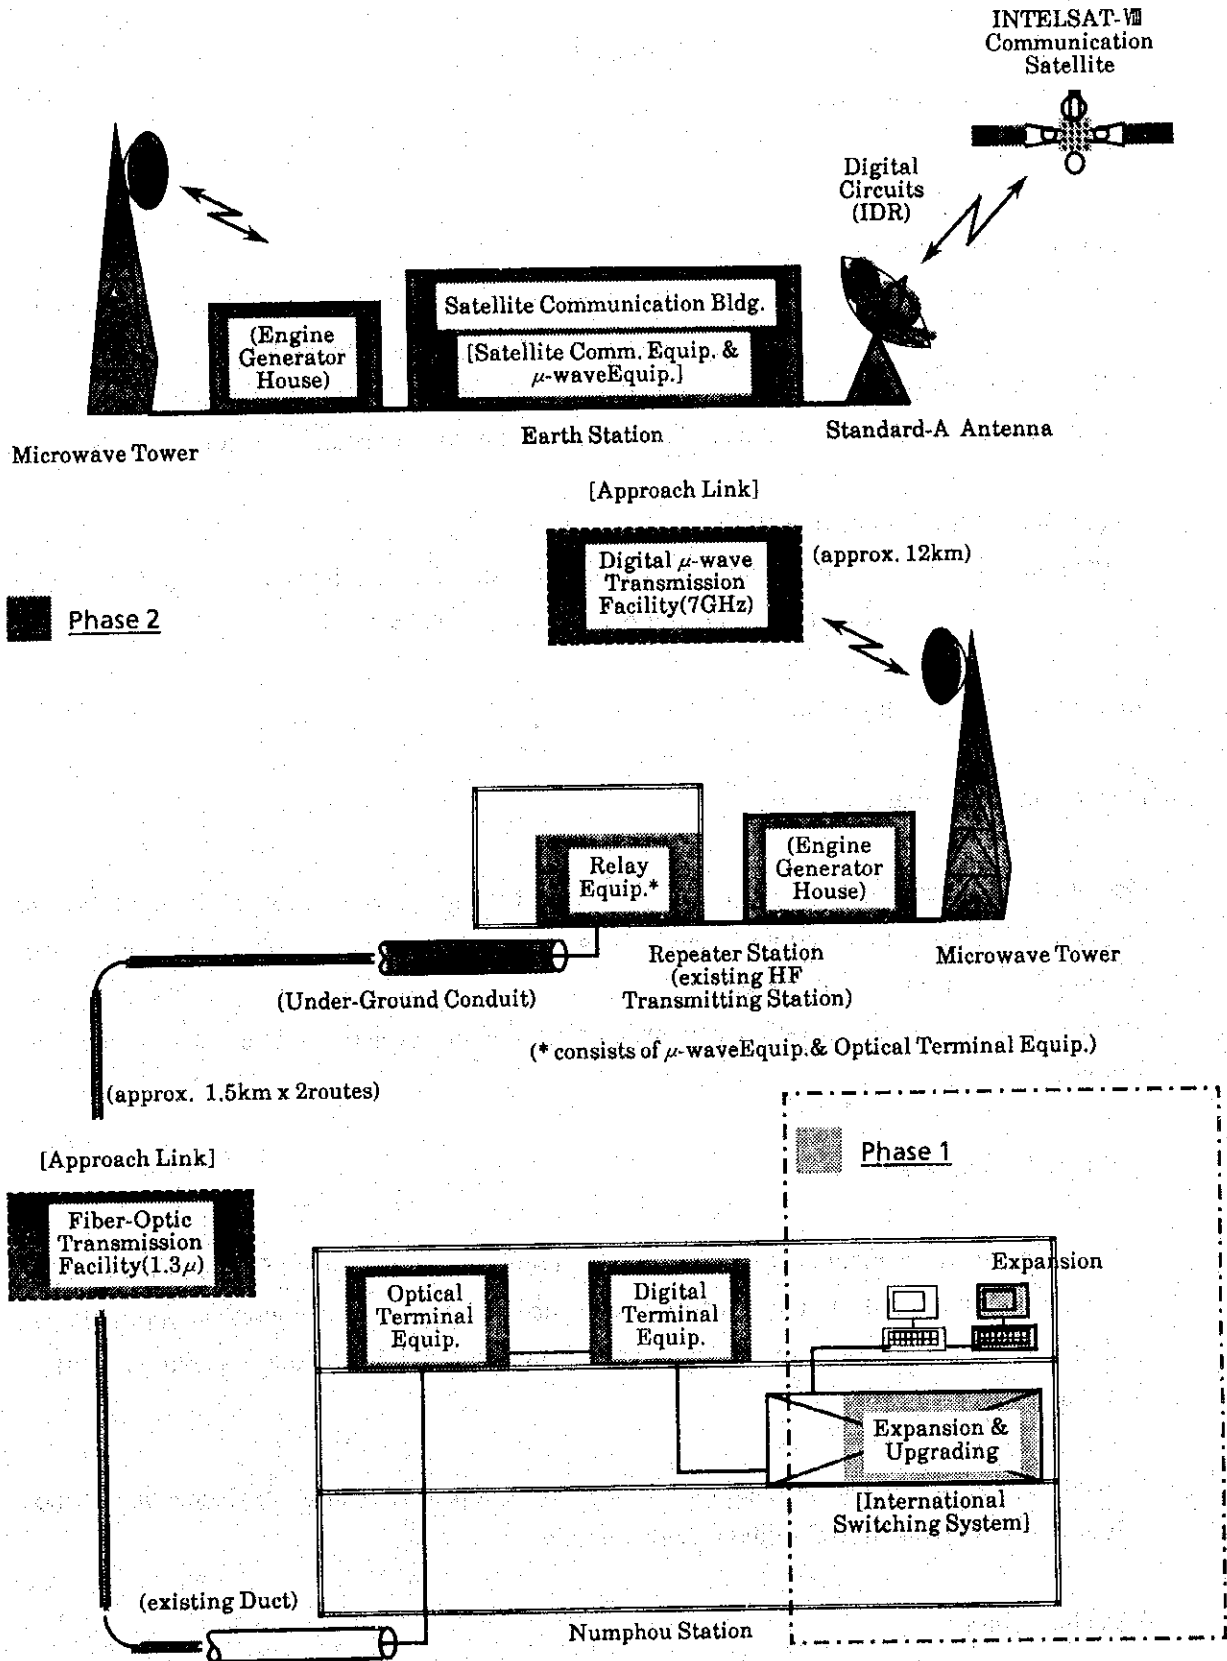 INTELSAT-Ⅷ
Communication
Satellite
Digital
Circuits
(IDR)
Satellite Communication Bldg.
[Satellite Comm. Equip. &
μ-waveEquip.]
(Engine
Generator
House)
Microwave Tower
Earth Station
Standard-A Antenna
[Approach Link]
Digital μ-wave
Transmission
Facility(7GHz)
(approx. 12km)
Phase 2
Relay
Equip.*
(Engine
Generator
House)
Repeater Station
(existing HF
Transmitting Station)
Microwave Tower
(Under-Ground Conduit)
(* consists of μ-waveEquip.& Optical Terminal Equip.)
(approx. 1.5km x 2routes)
[Approach Link]
Fiber-Optic
Transmission
Facility(1.3μ)
Phase 1
Optical
Terminal
Equip.
Digital
Terminal
Equip.
Expansion
Expansion &
Upgrading
[International
Switching System]
(existing Duct)
Numphou Station